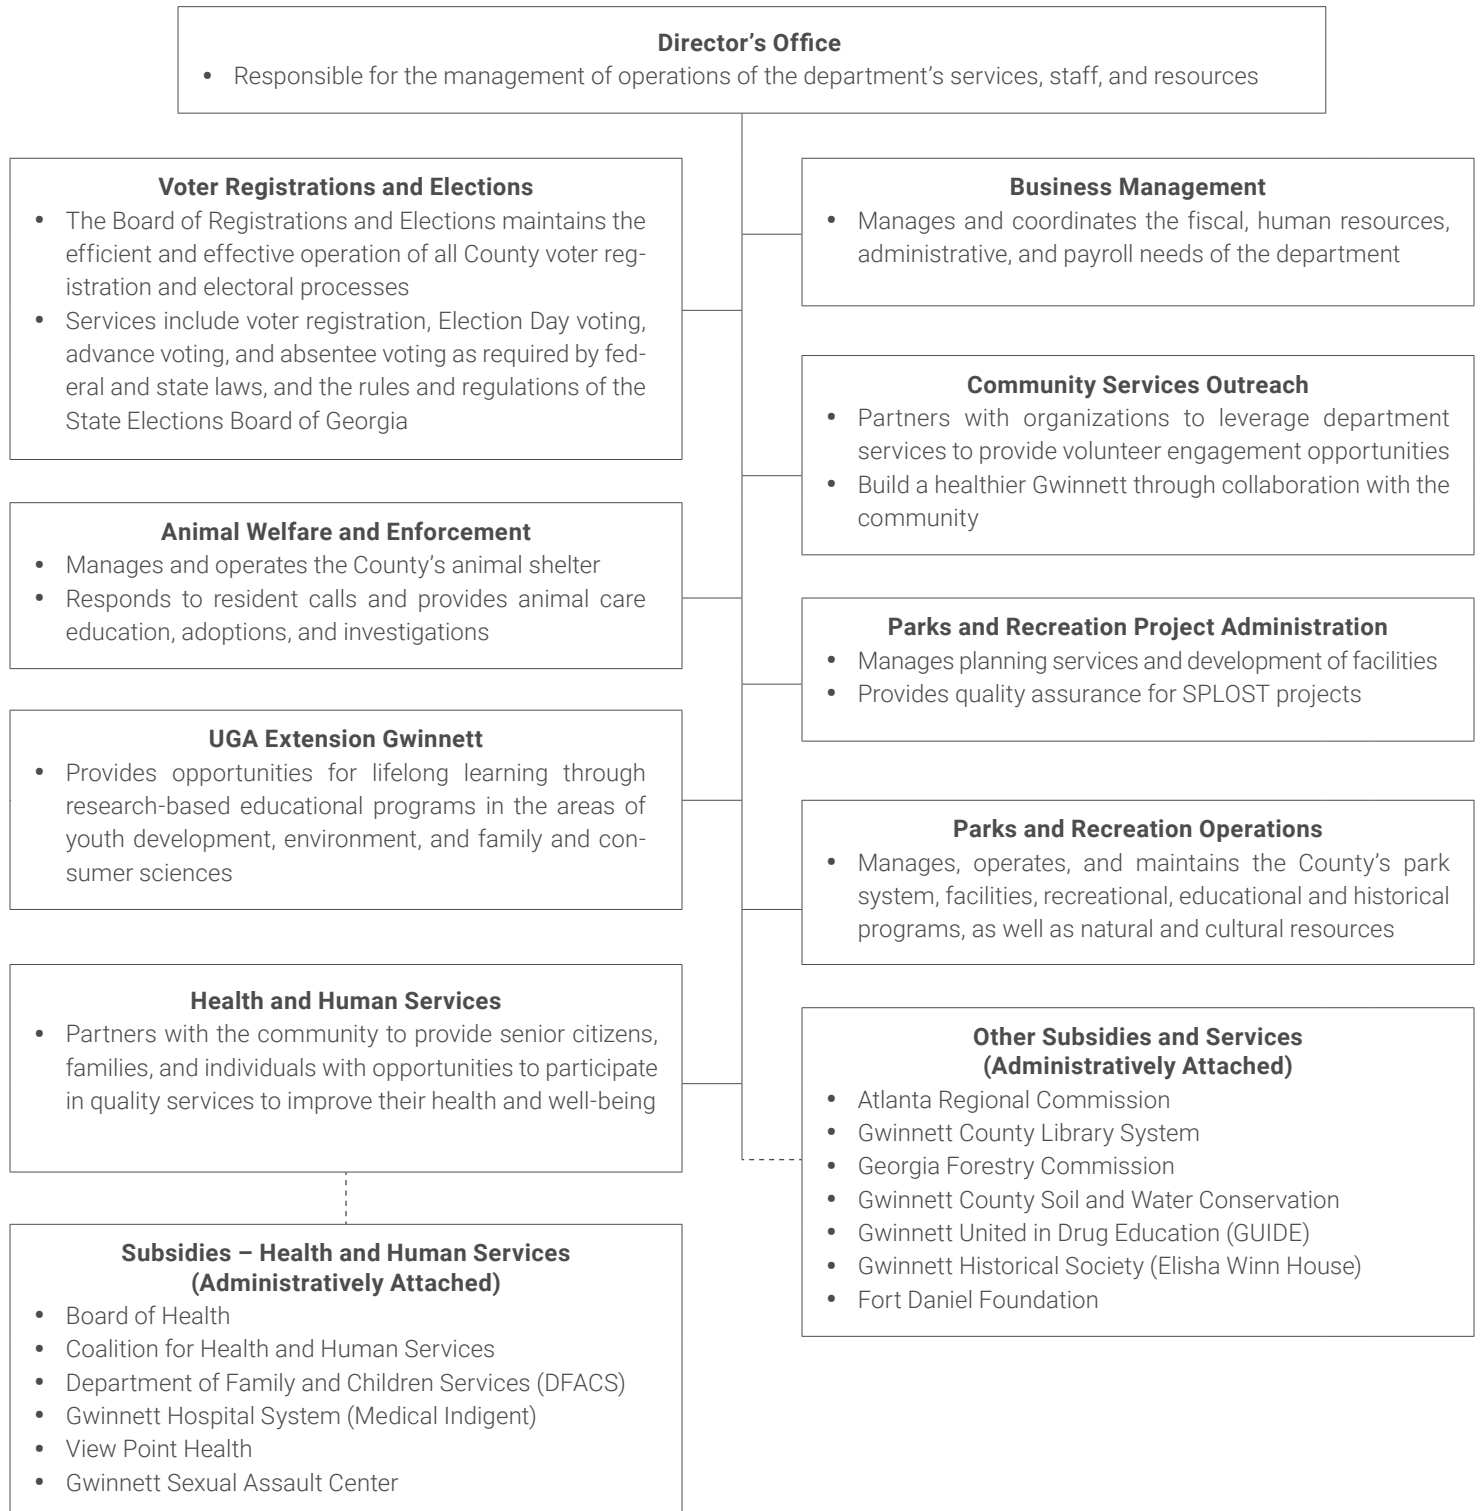 Director’s Office
• Responsible for the management of operations of the department’s services, staff, and resources
Voter Registrations and Elections
• The Board of Registrations and Elections maintains the
efficient and effective operation of all County voter reg-
istration and electoral processes
• Services include voter registration, Election Day voting,
advance voting, and absentee voting as required by fed-
eral and state laws, and the rules and regulations of the
State Elections Board of Georgia
Animal Welfare and Enforcement
• Manages and operates the County’s animal shelter
• Responds to resident calls and provides animal care
education, adoptions, and investigations
UGA Extension Gwinnett
• Provides opportunities for lifelong learning through
research-based educational programs in the areas of
youth development, environment, and family and con-
sumer sciences
Health and Human Services
• Partners with the community to provide senior citizens,
families, and individuals with opportunities to participate
in quality services to improve their health and well-being
Subsidies – Health and Human Services
(Administratively Attached)
• Board of Health
• Coalition for Health and Human Services
• Department of Family and Children Services (DFACS)
• Gwinnett Hospital System (Medical Indigent)
• View Point Health
• Gwinnett Sexual Assault Center
Business Management
• Manages and coordinates the fiscal, human resources,
administrative, and payroll needs of the department
Community Services Outreach
• Partners with organizations to leverage department
services to provide volunteer engagement opportunities
• Build a healthier Gwinnett through collaboration with the
community
Parks and Recreation Project Administration
• Manages planning services and development of facilities
• Provides quality assurance for SPLOST projects
Parks and Recreation Operations
• Manages, operates, and maintains the County’s park
system, facilities, recreational, educational and historical
programs, as well as natural and cultural resources
Other Subsidies and Services
(Administratively Attached)
• Atlanta Regional Commission
• Gwinnett County Library System
• Georgia Forestry Commission
• Gwinnett County Soil and Water Conservation
• Gwinnett United in Drug Education (GUIDE)
• Gwinnett Historical Society (Elisha Winn House)
• Fort Daniel Foundation